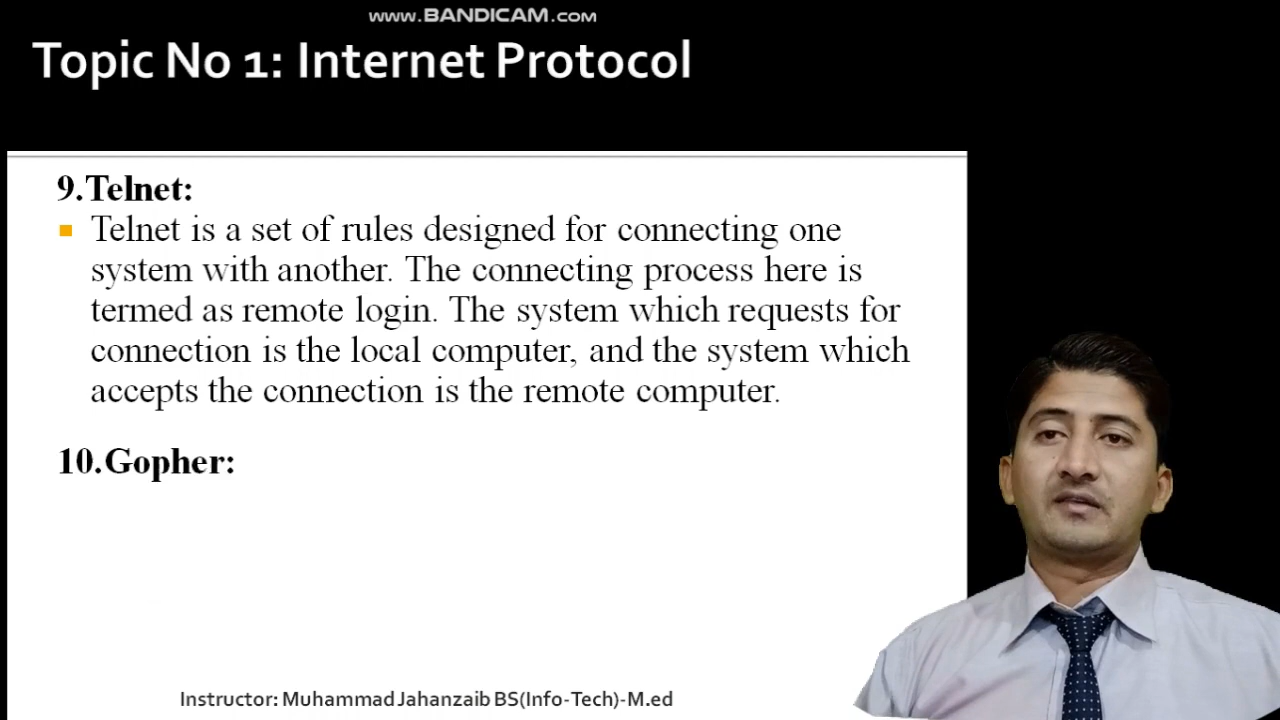 www.BANDICAM.com
Topic No 1: Internet Protocol
9.Telnet:
Telnet is a set of rules designed for connecting one
system with another. The connecting process here is
termed as remote login. The system which requests for
connection is the local computer, and the system which
accepts the connection is the remote computer.
10.Gopher:
Instructor: Muhammad Jahanzaib BS(Info-Tech)-M.ed